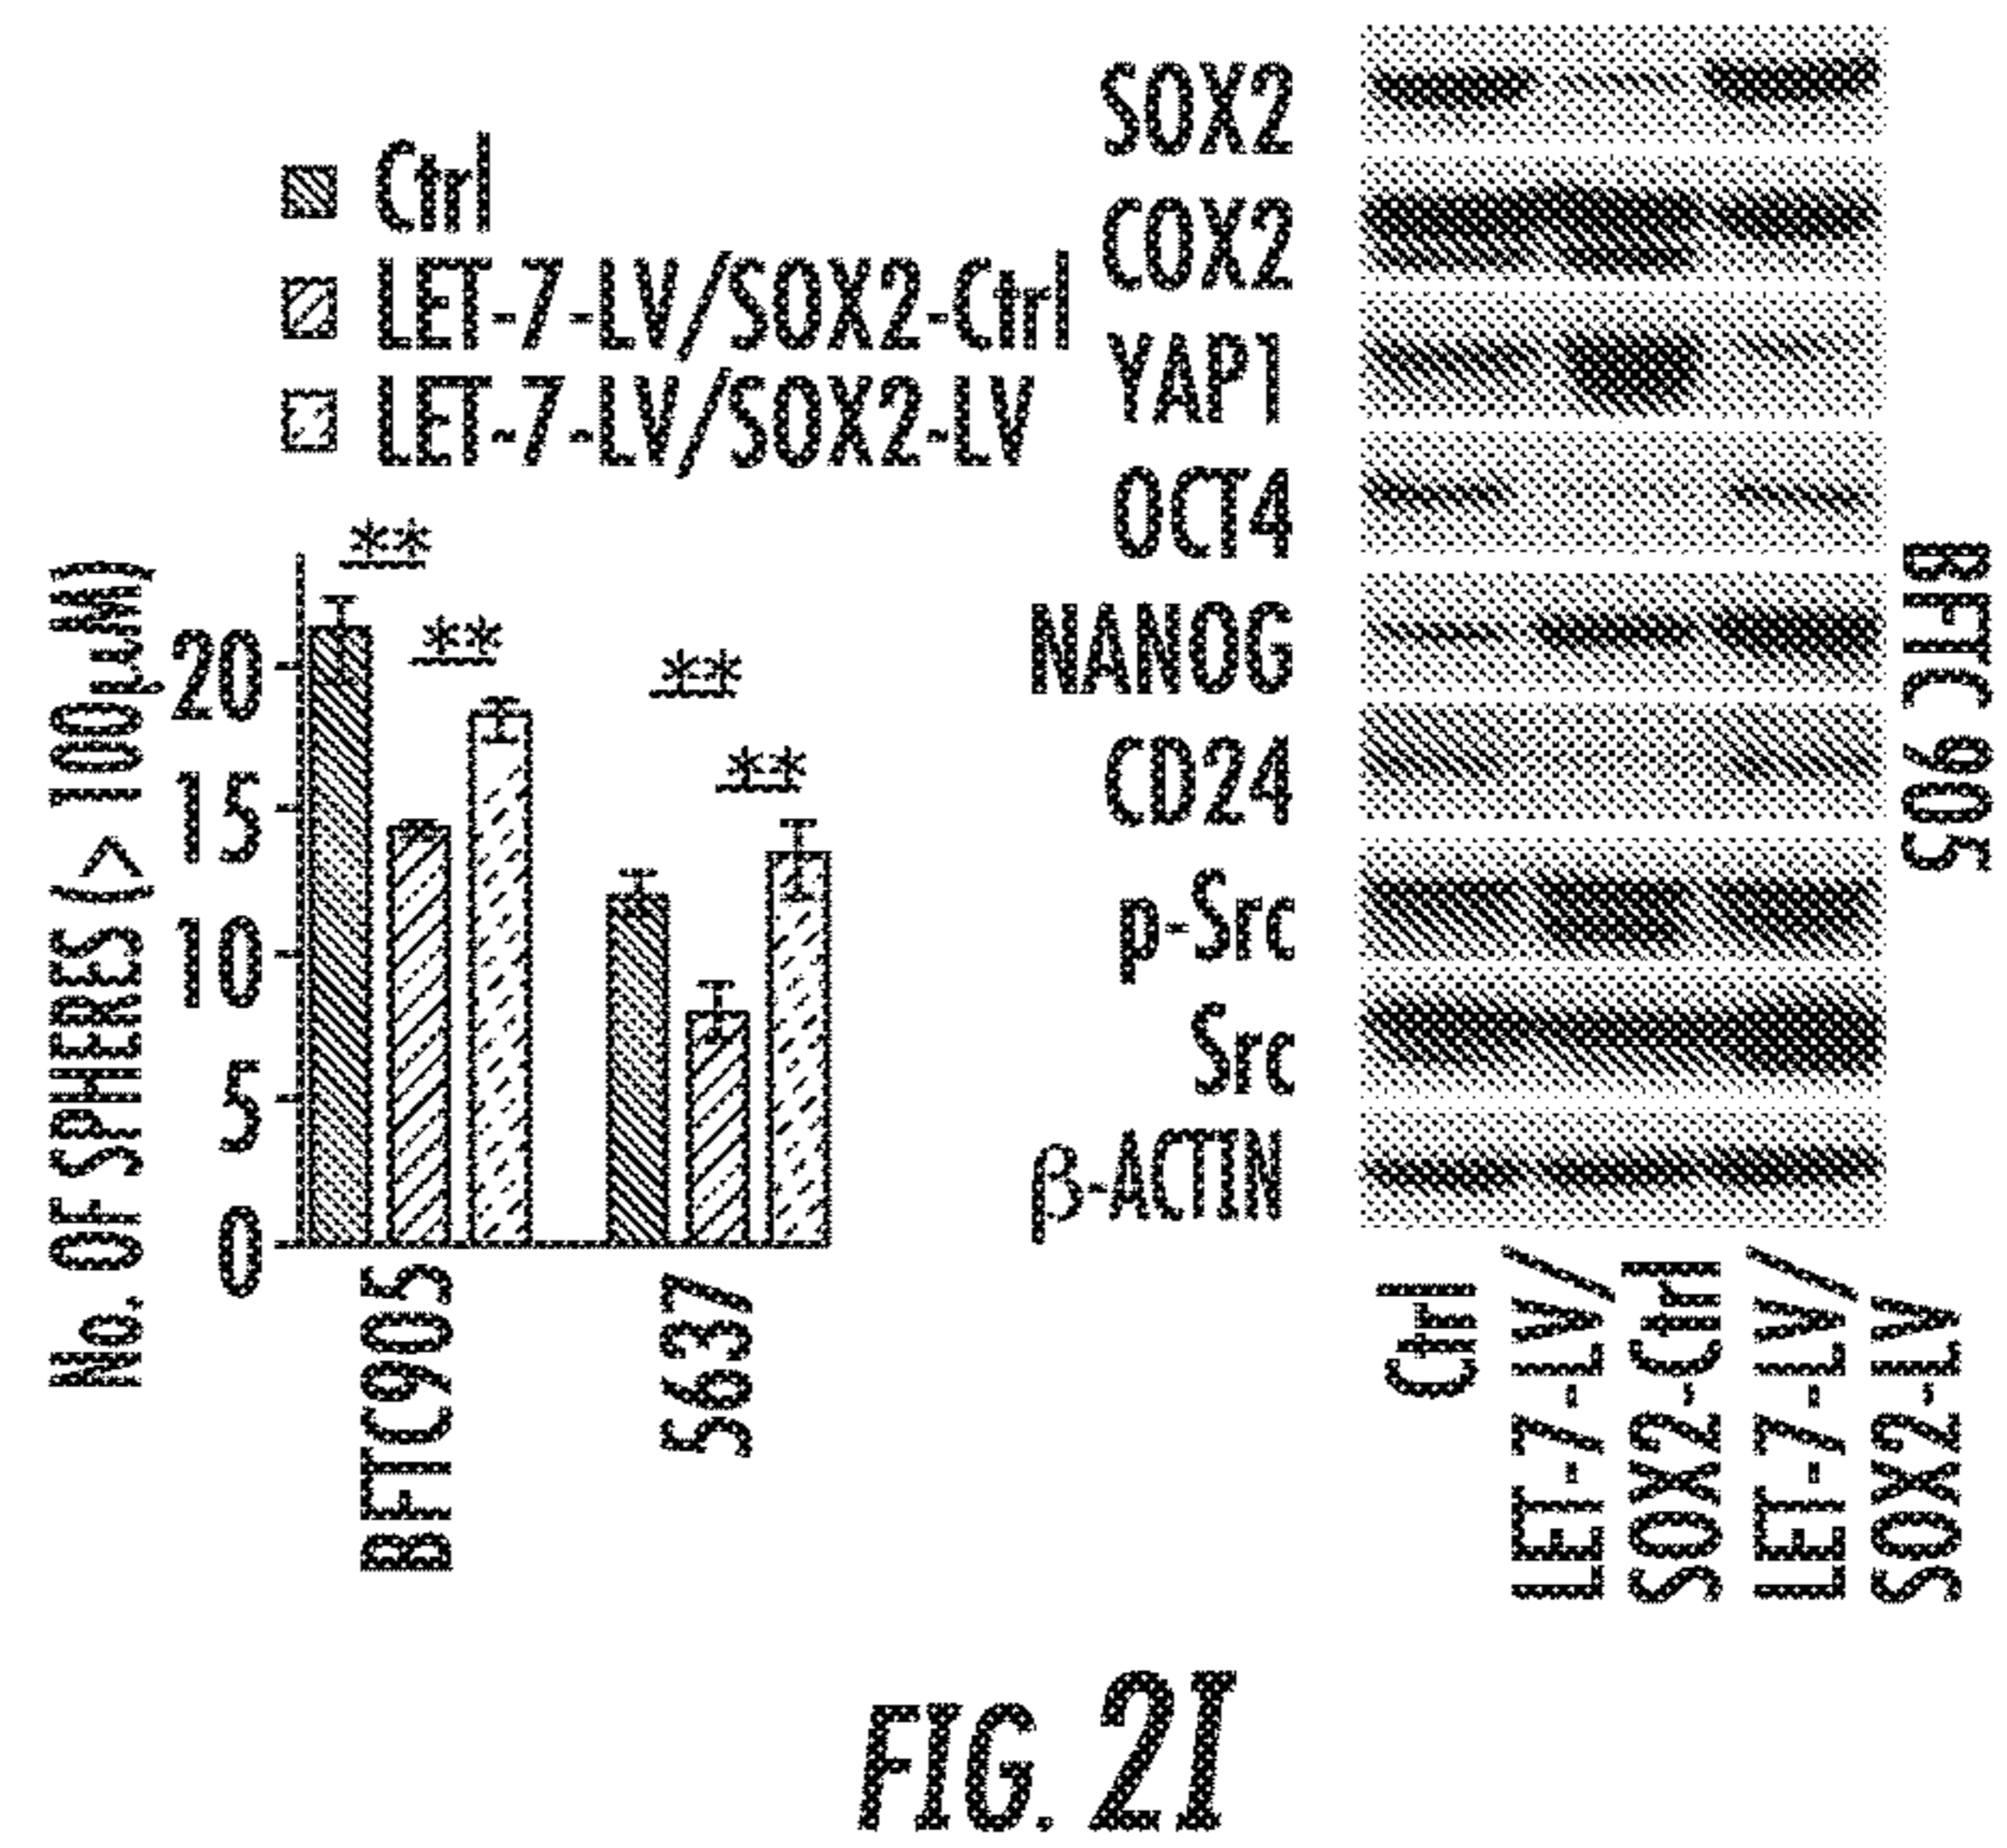 Ctrl
LET-7-LV/SOX2-Ctrl
LET-7-LV/SOX2-LV
No. OF SPHERES (>100μM)
**
**
**
**
20
15
10
5
0
BFTC905
5637
SOX2
COX2
YAP1
OCT4
NANOG
CD24
p-Src
Src
β-ACTIN
BFTC 905
Ctrl
LET-7-LV/
SOX2-Ctrl
LET-7-LV/
SOX2-LV
FIG. 2I